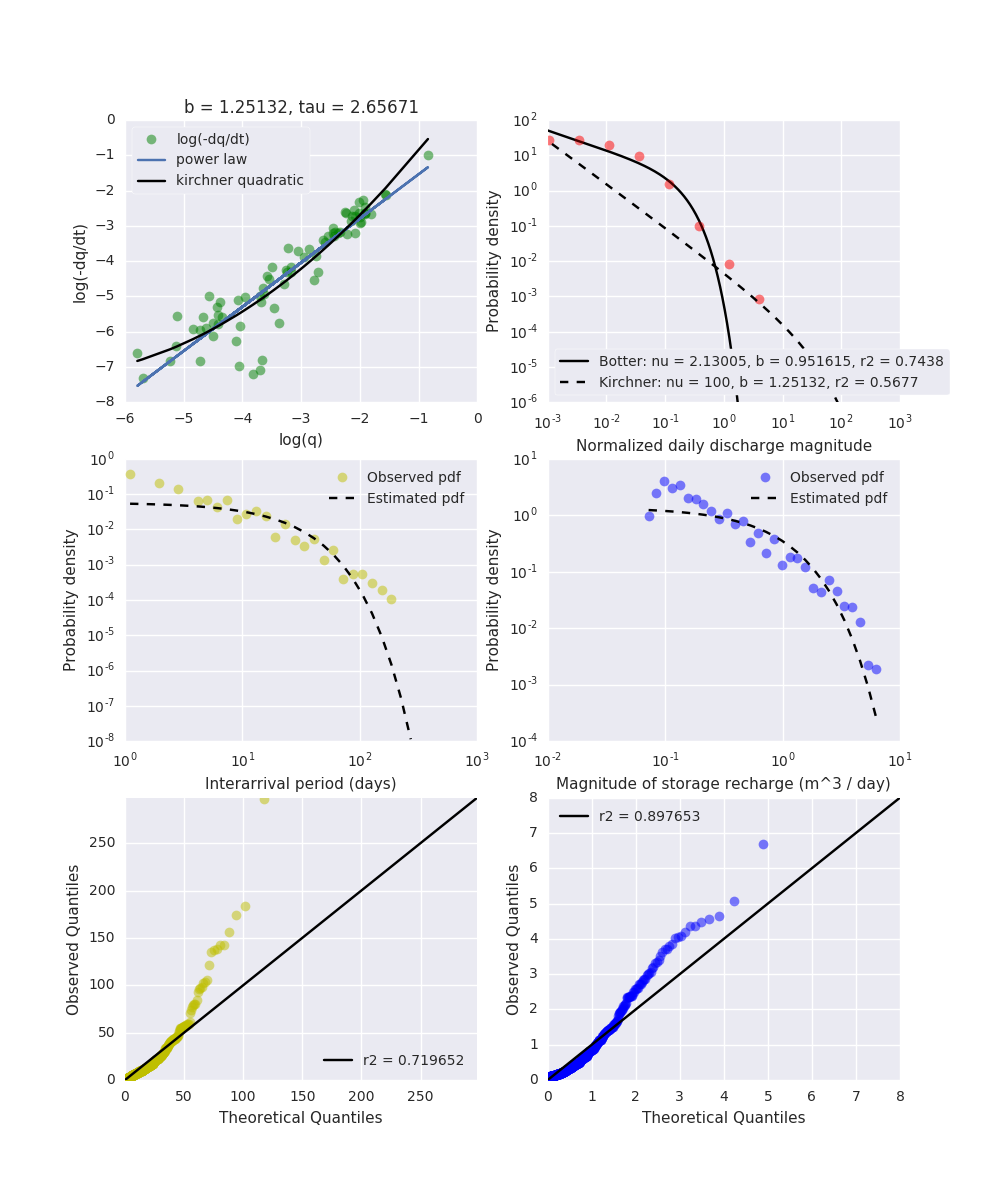 b = 1.25132, tau = 2.65671
0
−1
−2
−3
−4
−5
−6
−7
−8
log(-dq/dt)
log(-dq/dt)
power law
kirchner quadratic
−6 −5 −4 −3 −2 −1 0
log(q)
10^2
10^1
10^0
10^-1
10^-2
10^-3
10^-4
10^-5
10^-6
Probability density
Botter: nu = 2.13005, b = 0.951615, r2 = 0.7438
Kirchner: nu = 100, b = 1.25132, r2 = 0.5677
10^-3 10^-2 10^-1 10^0 10^1 10^2 10^3
Normalized daily discharge magnitude
10^0
10^-1
10^-2
10^-3
10^-4
10^-5
10^-6
10^-7
10^-8
Probability density
Observed pdf
Estimated pdf
10^0 10^1 10^2 10^3
Interarrival period (days)
10^1
10^0
10^-1
10^-2
10^-3
10^-4
Probability density
Observed pdf
Estimated pdf
10^-2 10^-1 10^0 10^1
Magnitude of storage recharge (m^3 / day)
250
200
150
100
50
0
Observed Quantiles
r2 = 0.719652
0 50 100 150 200 250
Theoretical Quantiles
8
7
6
5
4
3
2
1
0
Observed Quantiles
r2 = 0.897653
0 1 2 3 4 5 6 7 8
Theoretical Quantiles